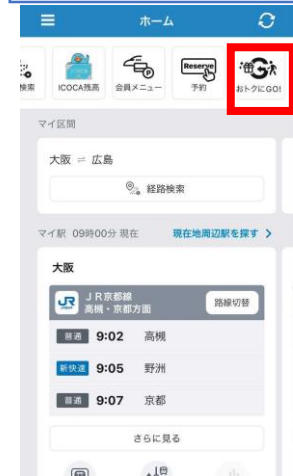 ホーム
検索
ICOCA残高
会員メニュー
Reserve
予約
GO
おトクにGO!
マイ区間
大阪 ⇌ 広島
経路検索
マイ駅 09時00分 現在
現在地周辺駅を探す
大阪
JR
JR京都線
高槻・京都方面
路線切替
普通 9:02 高槻
新快速 9:05 野洲
普通 9:07 京都
さらに見る